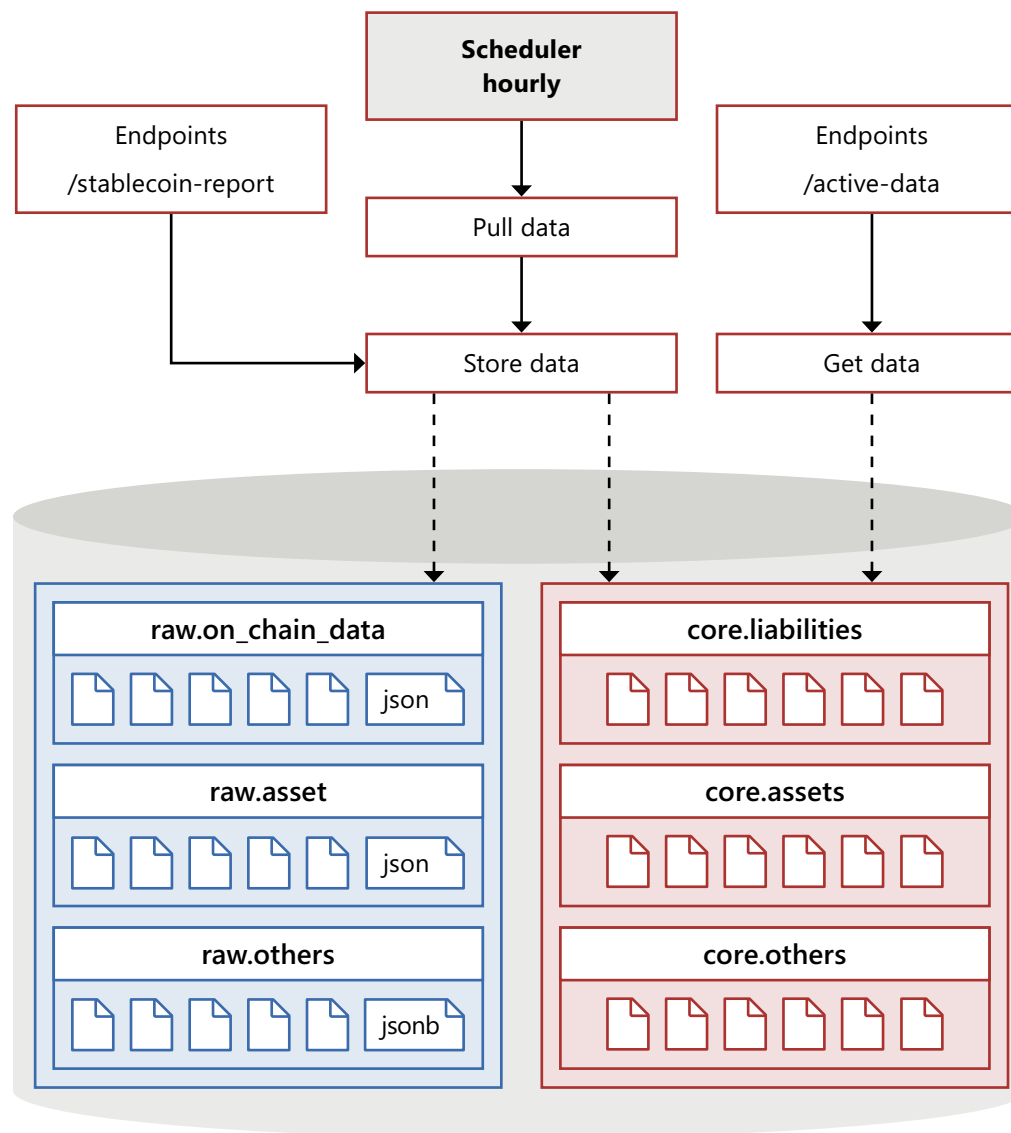 Scheduler
hourly
Endpoints
/stablecoin-report
Endpoints
/active-data
Pull data
Store data
Get data
raw.on_chain_data
json
raw.asset
json
raw.others
jsonb
core.liabilities
core.assets
core.others